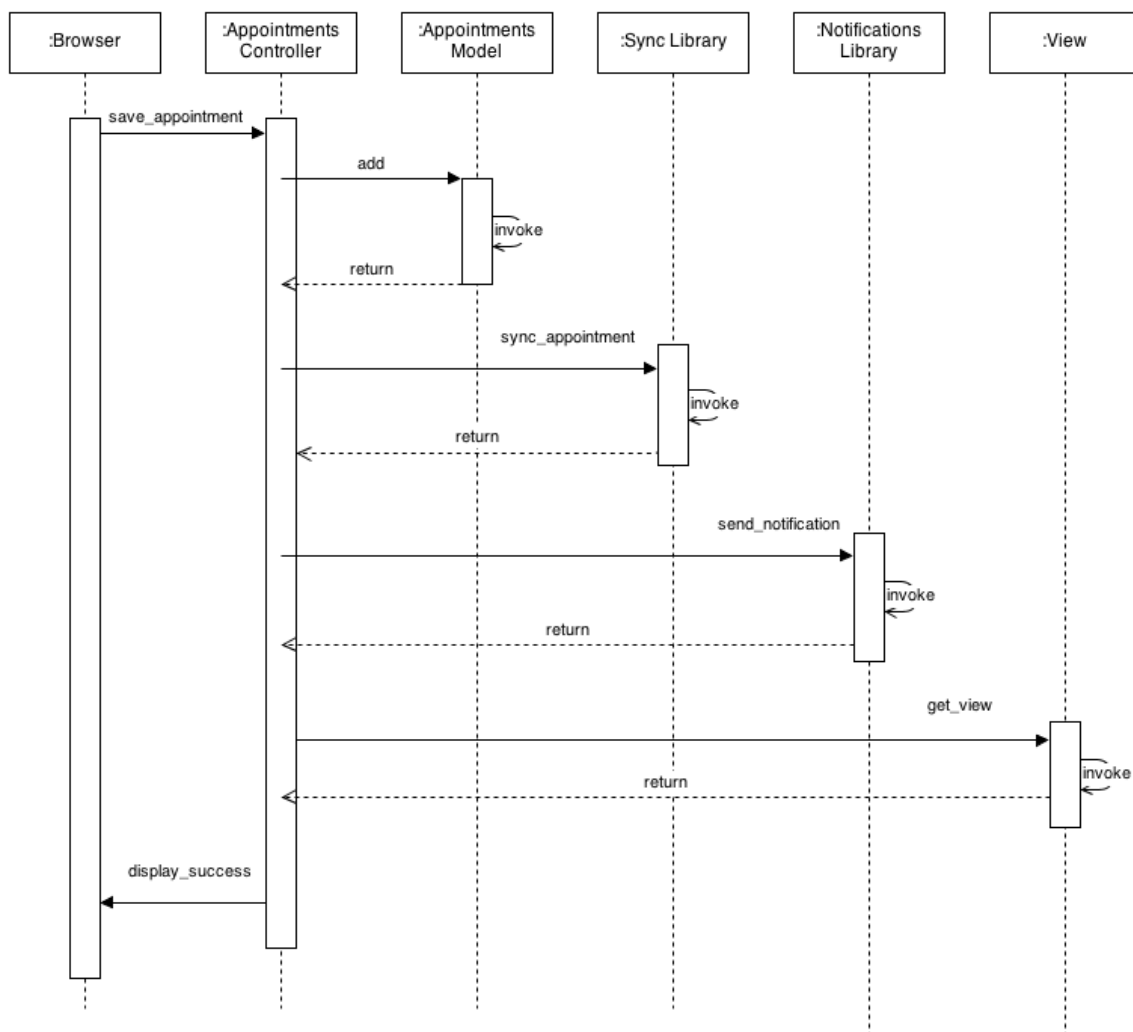 :Browser
:Appointments
Controller
:Appointments
Model
:Sync Library
:Notifications
Library
:View
save_appointment
add
invoke
return
sync_appointment
invoke
return
send_notification
invoke
return
get_view
invoke
return
display_success